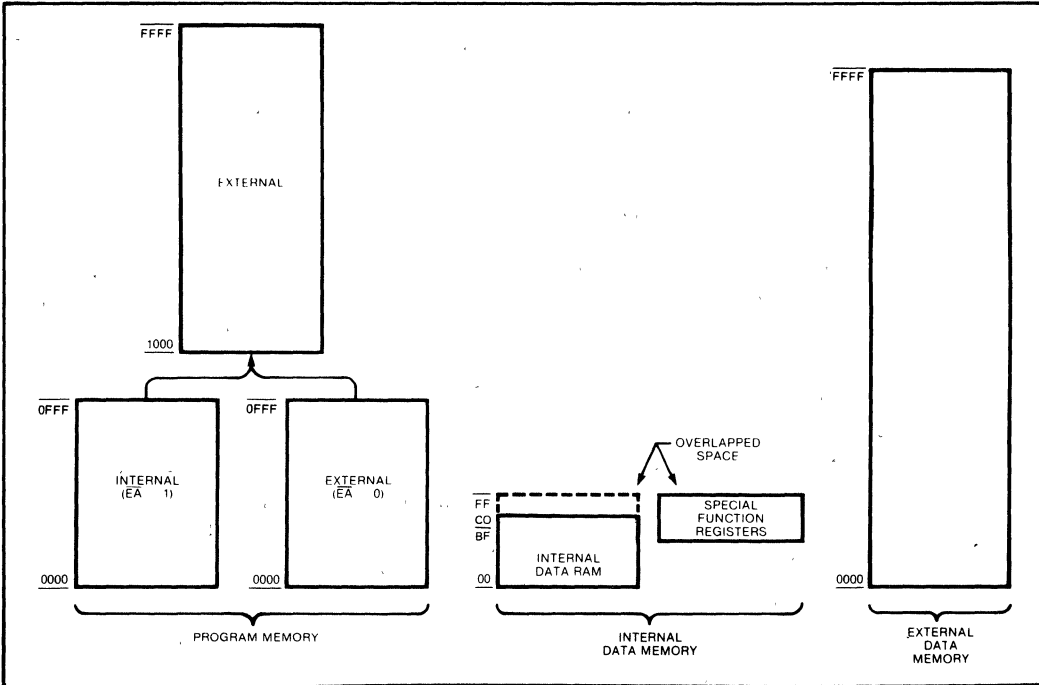 FFFF
EXTERNAL
1000
0FFF
INTERNAL
(EA 1)
0000
0FFF
EXTERNAL
(EA 0)
0000
PROGRAM MEMORY
OVERLAPPED
SPACE
FF
C0
BF
00
INTERNAL
DATA RAM
SPECIAL
FUNCTION
REGISTERS
INTERNAL
DATA MEMORY
FFFF
0000
EXTERNAL
DATA
MEMORY